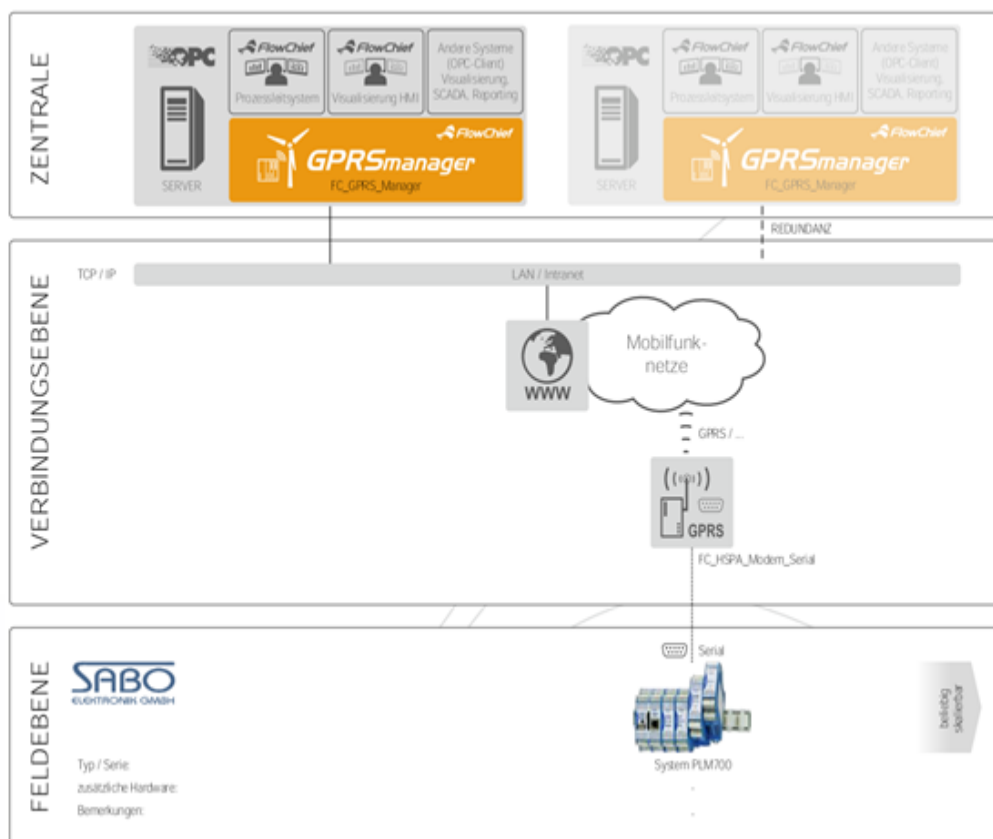 ZENTRALE
OPC
SERVER
FlowChief
Prozessleitsystem
FlowChief
Visualisierung HMI
Andere Systeme
(OPC-Client)
Visualisierung,
SCADA, Reporting
FlowChief
GPRSmanager
FC_GPRS_Manager
OPC
SERVER
FlowChief
Prozessleitsystem
FlowChief
Visualisierung HMI
Andere Systeme
(OPC-Client)
Visualisierung,
SCADA, Reporting
FlowChief
GPRSmanager
FC_GPRS_Manager
REDUNDANZ
VERBINDUNGSEBENE
TCP / IP
LAN / Intranet
WWW
Mobilfunk-
netze
GPRS / ...
GPRS
FC_HSPA_Modem_Serial
FELDEBENE
SABO
ELEKTRONIK GMBH
Serial
System PLM700
beliebig
skalierbar
Typ / Serie:
zusätzliche Hardware:
Bemerkungen: